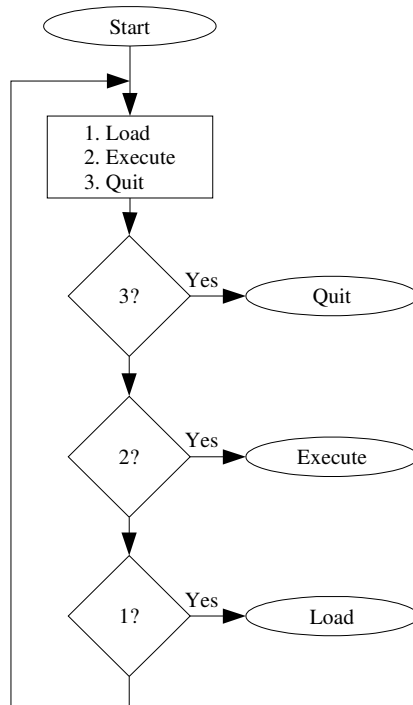 Start
1. Load
2. Execute
3. Quit
3?
Yes
Quit
2?
Yes
Execute
1?
Yes
Load